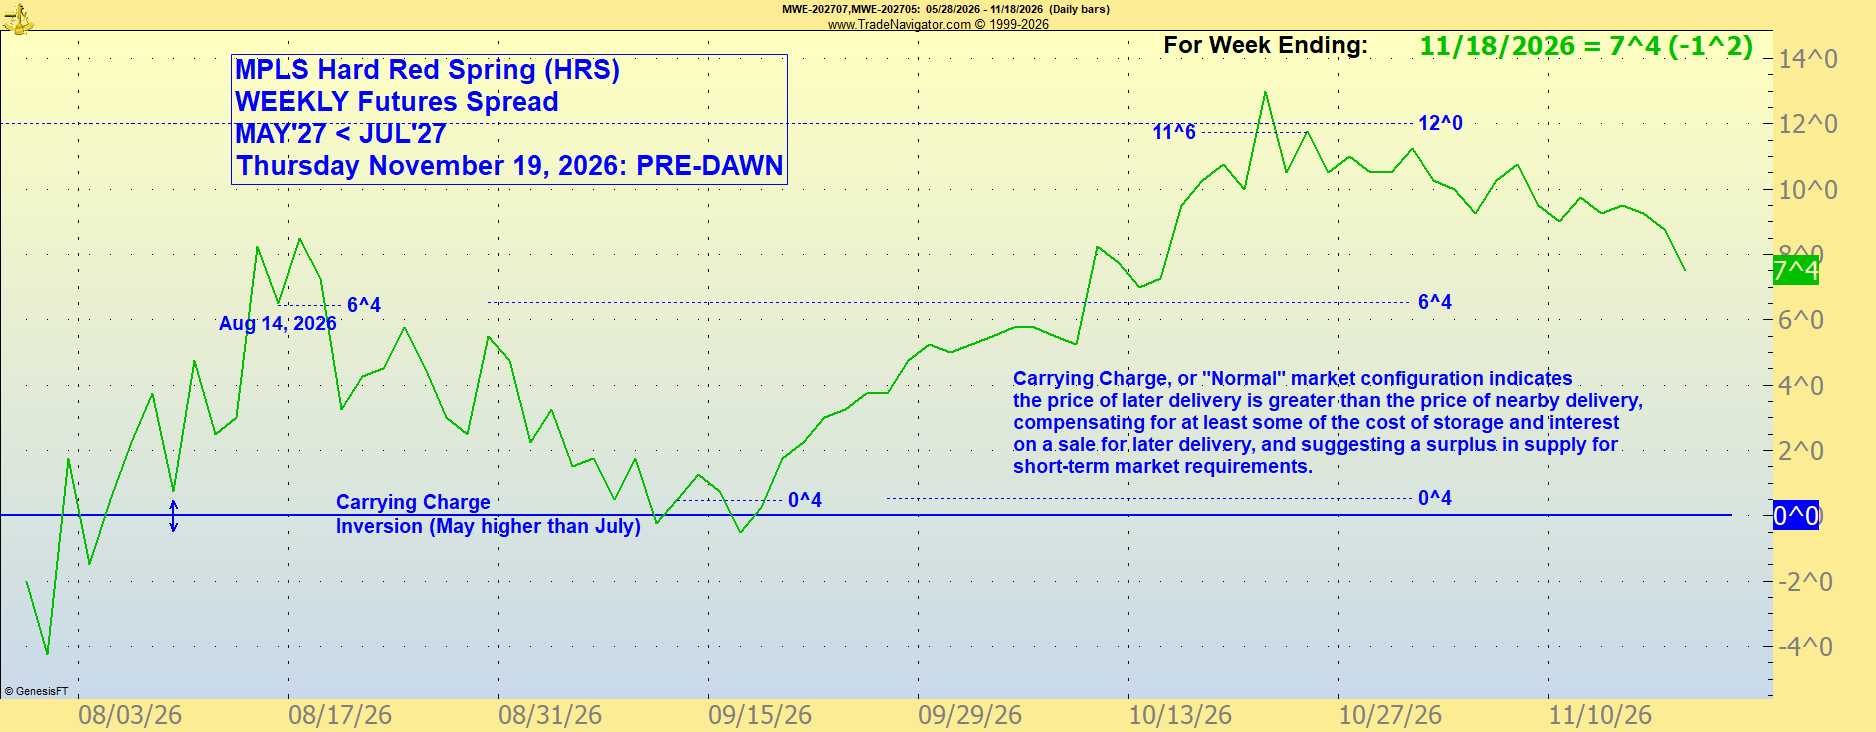 MWE-202707,MWE-202705: 05/28/2026 - 11/18/2026 (Daily bars)
www.TradeNavigator.com © 1999-2026
For Week Ending: 11/18/2026 = 7^4 (-1^2)
MPLS Hard Red Spring (HRS)
WEEKLY Futures Spread
MAY'27 < JUL'27
Thursday November 19, 2026: PRE-DAWN
14^0
12^0
11^6
12^0
10^0
8^0
7^4
6^4
6^4
Aug 14, 2026
6^0
Carrying Charge, or "Normal" market configuration indicates
the price of later delivery is greater than the price of nearby delivery,
compensating for at least some of the cost of storage and interest
on a sale for later delivery, and suggesting a surplus in supply for
short-term market requirements.
4^0
2^0
Carrying Charge
0^4
0^4
Inversion (May higher than July)
0^0
-2^0
-4^0
© GenesisFT
08/03/26 08/17/26 08/31/26 09/15/26 09/29/26 10/13/26 10/27/26 11/10/26